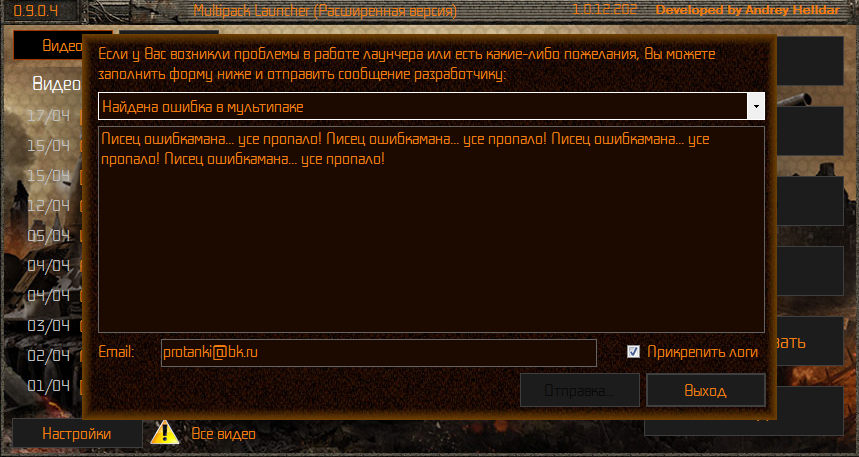 0.9.0.4
Multipack Launcher (Расширенная версия)
1.0.12.202
Developed by Andrey Helldar
Видео
Если у Вас возникли проблемы в работе лаунчера или есть какие-либо пожелания, Вы можете
заполнить форму ниже и отправить сообщение разработчику:
Видео
Найдена ошибка в мультипаке
17/04
Писец ошибкамана... усе пропало! Писец ошибкамана... усе пропало! Писец ошибкамана... усе
пропало! Писец ошибкамана... усе пропало!
15/04
15/04
12/04
05/04
04/04
04/04
03/04
02/04
01/04
Email:
protanki@bk.ru
Прикрепить логи
Отправка...
Выход
Настройки
Все видео